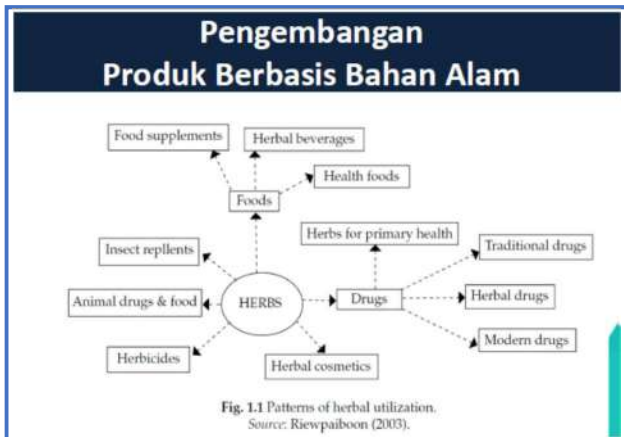 Pengembangan
Produk Berbasis Bahan Alam
Food supplements
Herbal beverages
Health foods
Foods
Herbs for primary health
Traditional drugs
Insect repllents
Animal drugs & food
HERBS
Drugs
Herbal drugs
Modern drugs
Herbicides
Herbal cosmetics
Fig. 1.1 Patterns of herbal utilization.
Source: Riewpaiboon (2003).